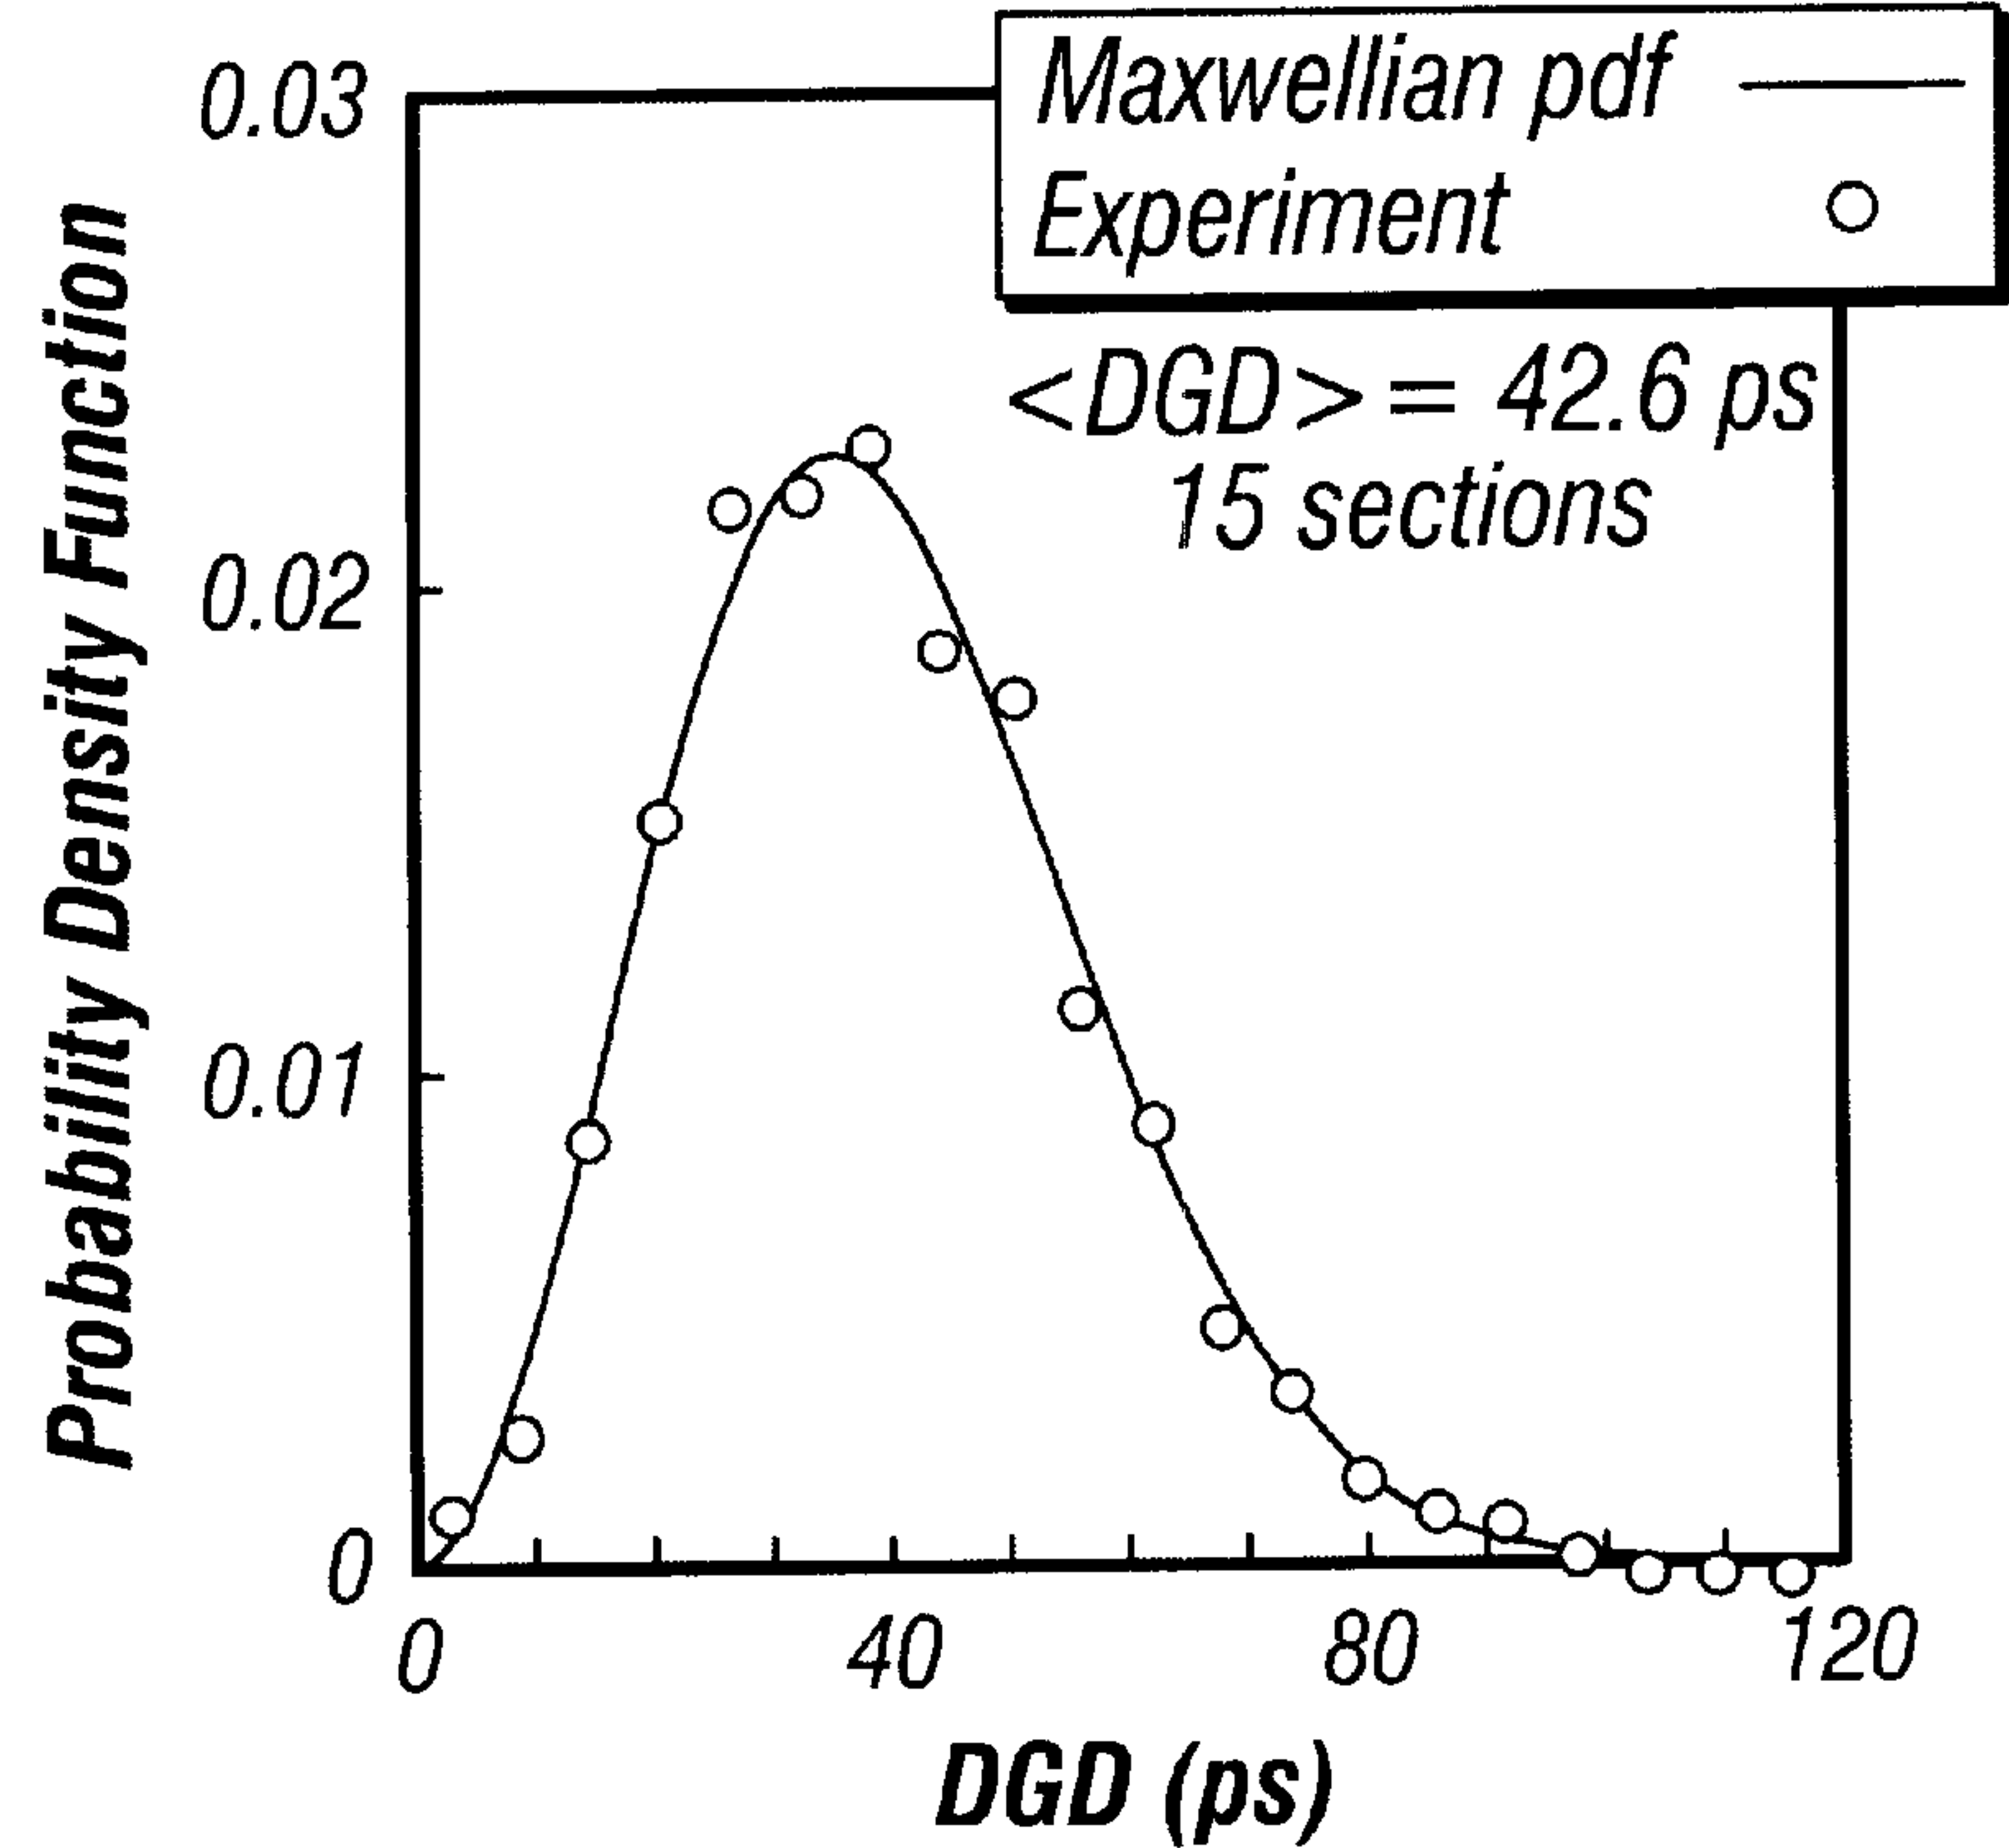 Maxwellian pdf
Experiment
<DGD> = 42.6 ps
15 sections
Probability Density Function
0.03
0.02
0.01
0
0
40
80
120
DGD (ps)